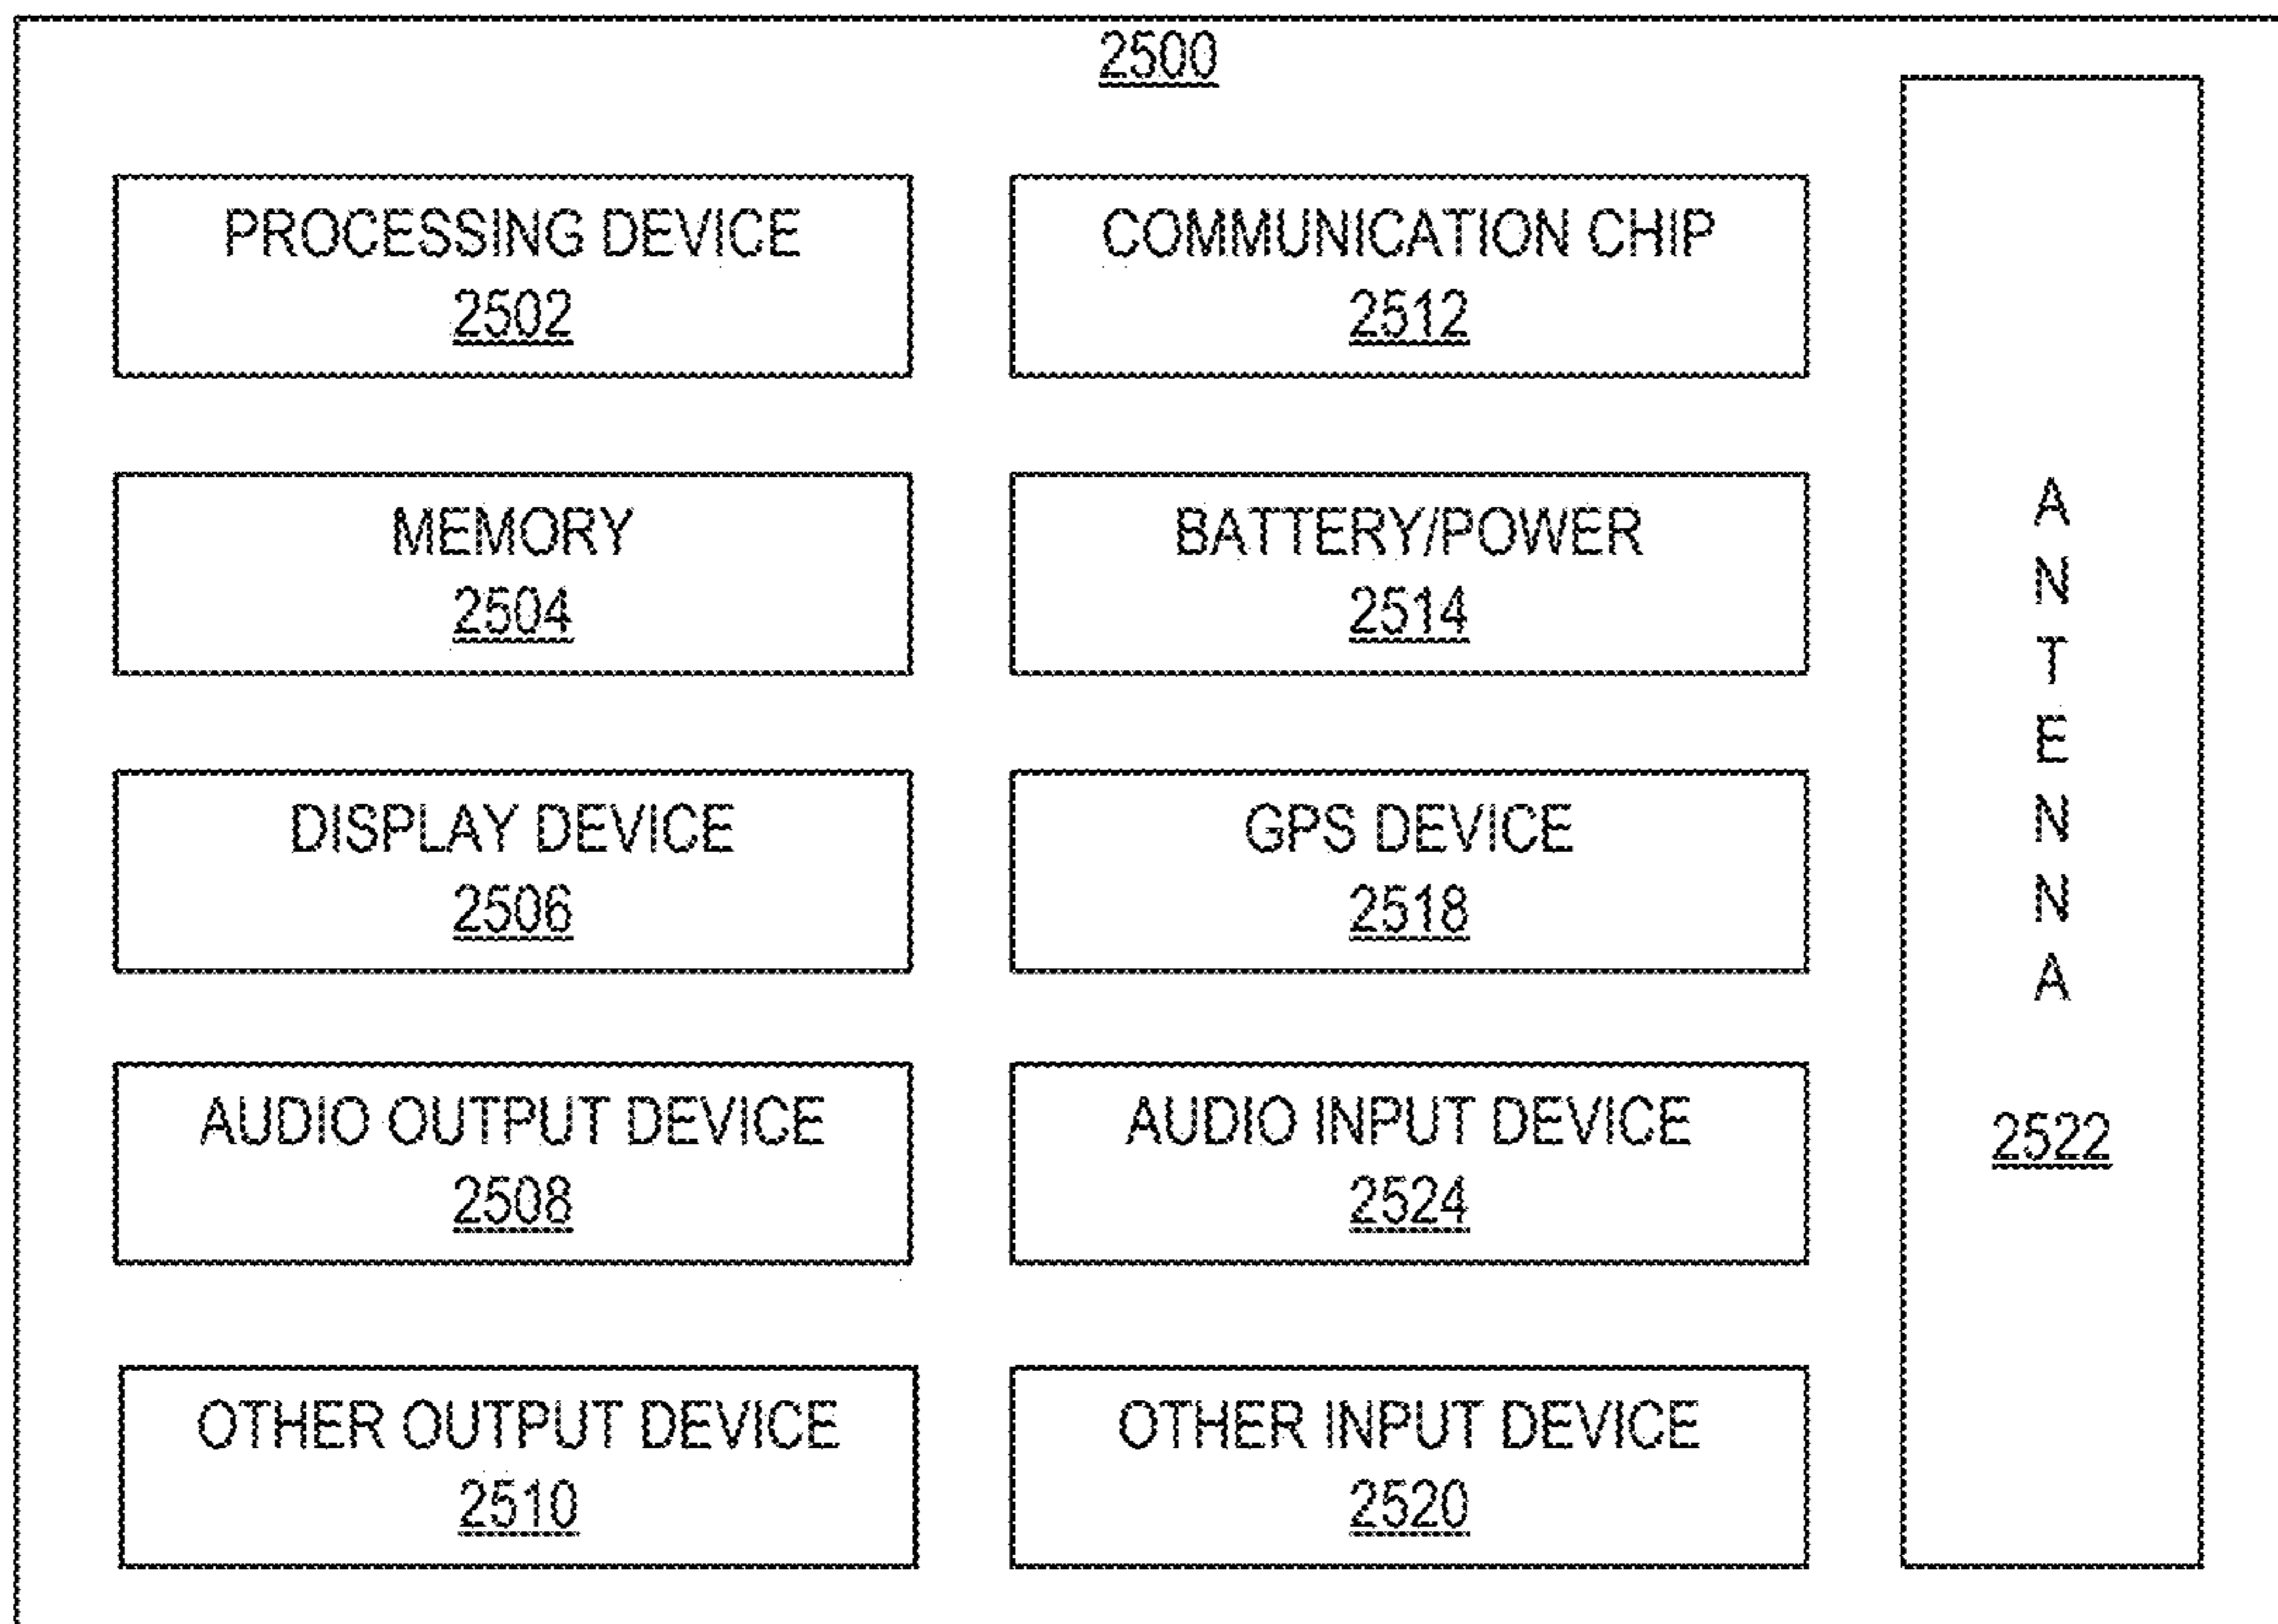 2500
PROCESSING DEVICE
2502
COMMUNICATION CHIP
2512
MEMORY
2504
BATTERY/POWER
2514
DISPLAY DEVICE
2506
GPS DEVICE
2518
AUDIO OUTPUT DEVICE
2508
AUDIO INPUT DEVICE
2524
OTHER OUTPUT DEVICE
2510
OTHER INPUT DEVICE
2520
ANTENNA
2522